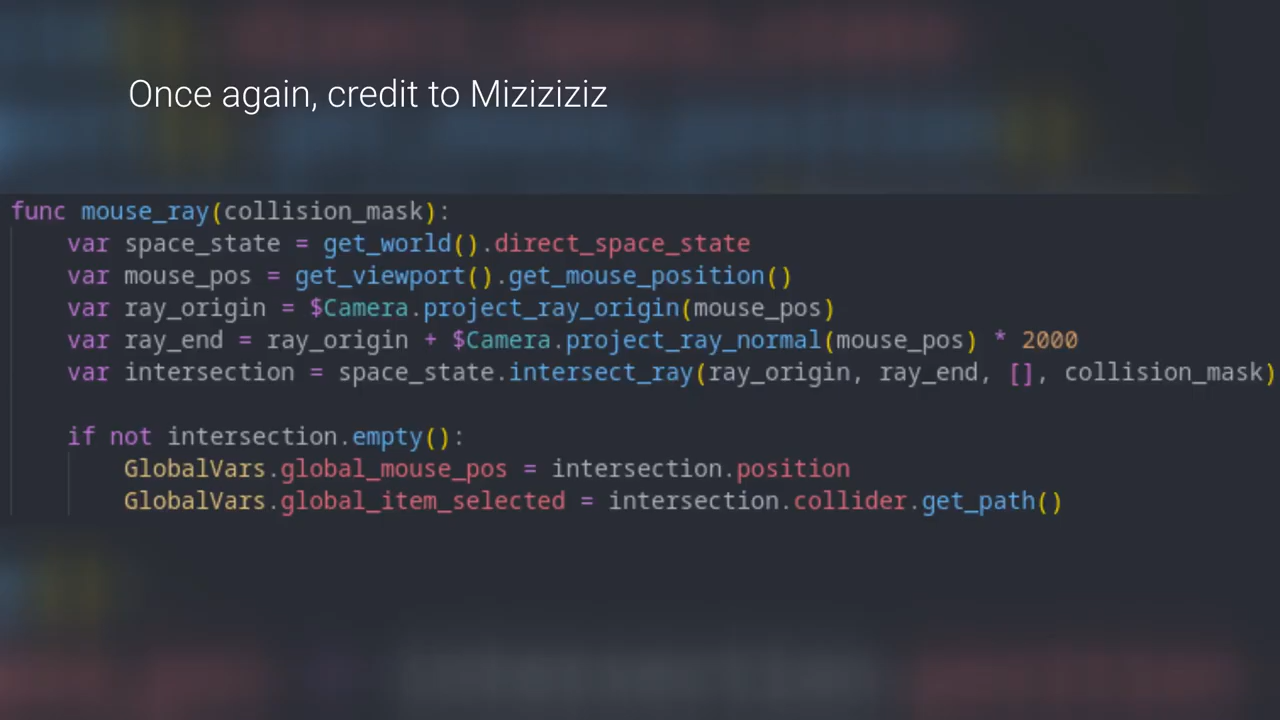 Once again, credit to Miziziziz
func mouse_ray(collision_mask):
var space_state = get_world().direct_space_state
var mouse_pos = get_viewport().get_mouse_position()
var ray_origin = $Camera.project_ray_origin(mouse_pos)
var ray_end = ray_origin + $Camera.project_ray_normal(mouse_pos) * 2000
var intersection = space_state.intersect_ray(ray_origin, ray_end, [], collision_mask)
if not intersection.empty():
GlobalVars.global_mouse_pos = intersection.position
GlobalVars.global_item_selected = intersection.collider.get_path()